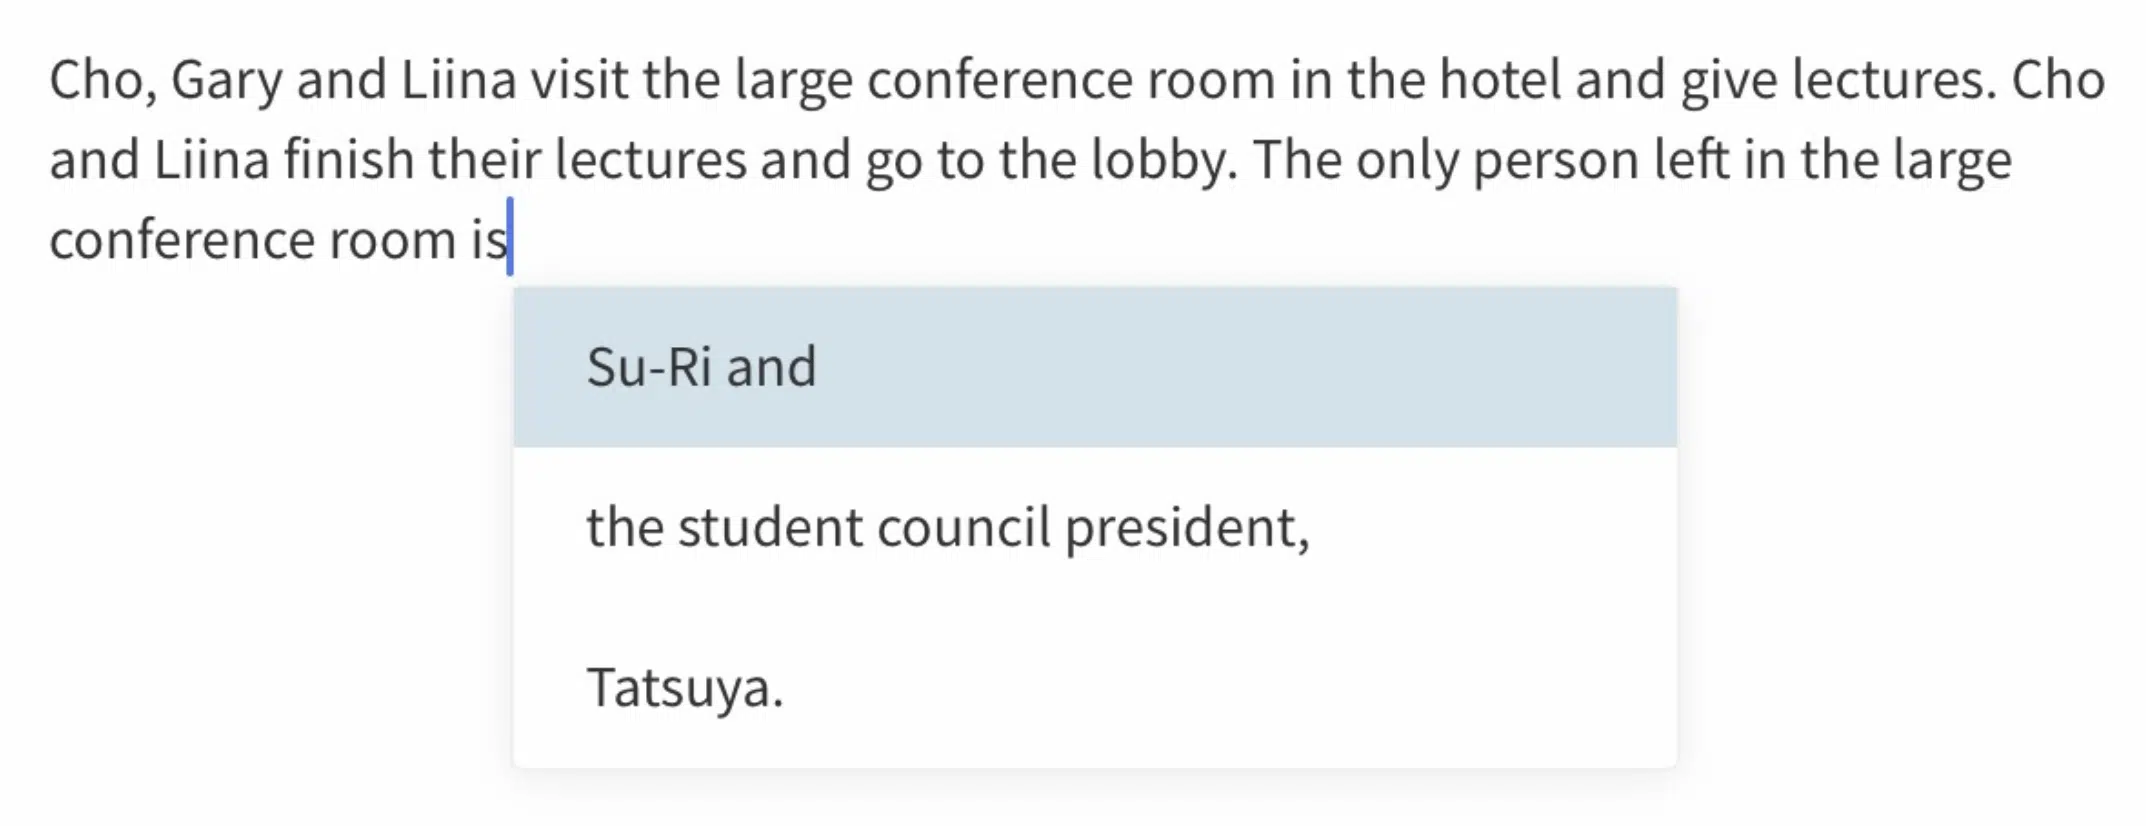 Cho, Gary and Liina visit the large conference room in the hotel and give lectures. Cho
and Liina finish their lectures and go to the lobby. The only person left in the large
conference room is
Su-Ri and
the student council president,
Tatsuya.